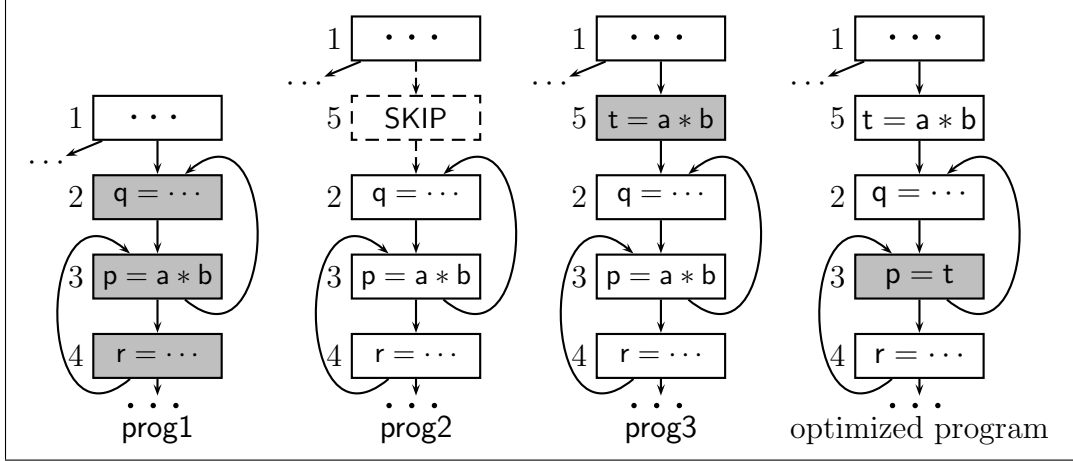 1 • • •
...
2 q = ···
3 p = a ∗ b
4 r = ···
• • •
prog1
1 • • •
...
5 SKIP
2 q = ···
3 p = a ∗ b
4 r = ···
• • •
prog2
1 • • •
...
5 t = a ∗ b
2 q = ···
3 p = a ∗ b
4 r = ···
• • •
prog3
1 • • •
...
5 t = a ∗ b
2 q = ···
3 p = t
4 r = ···
• • •
optimized program